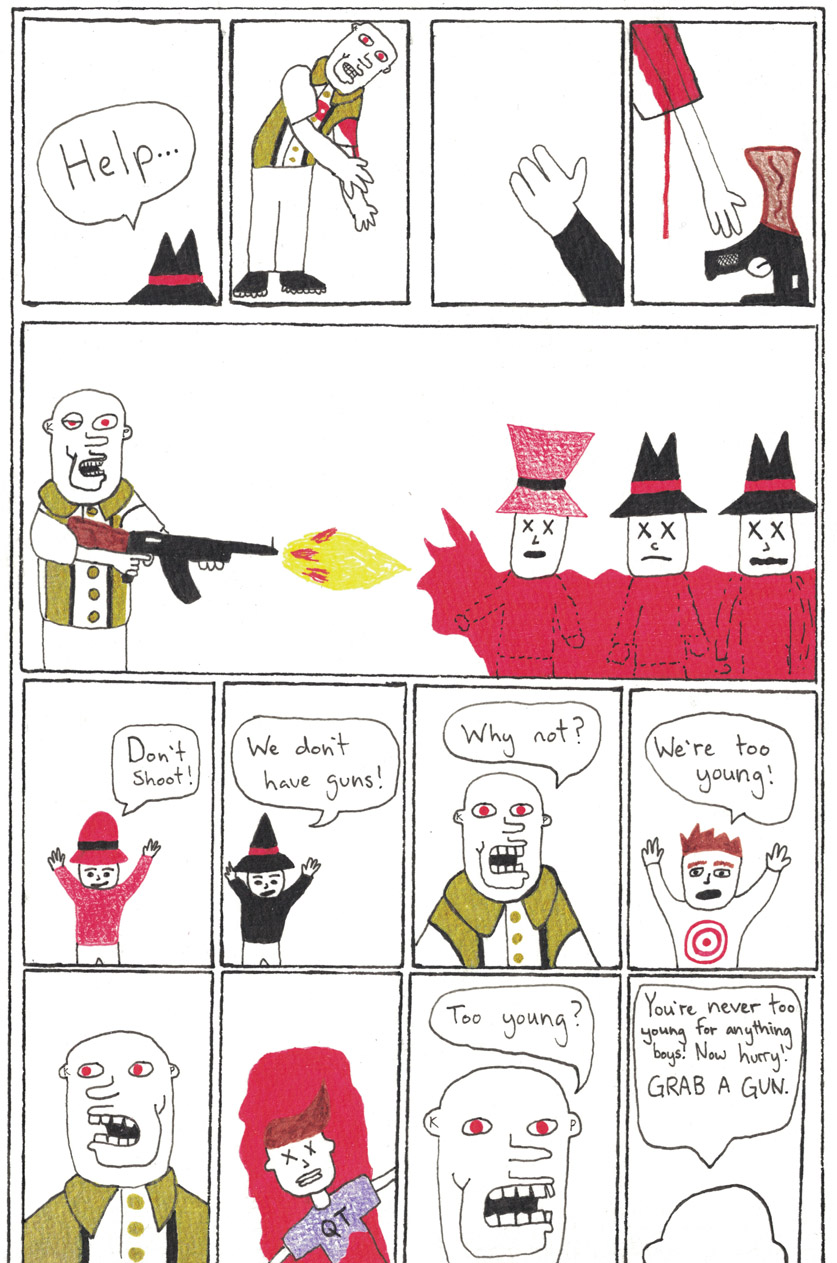 Help...
Don't
shoot!
We don't
have guns!
Why not?
We're too
young!
QT
Too young?
K P
You're never too
young for anything
boys! Now hurry!
GRAB A GUN.